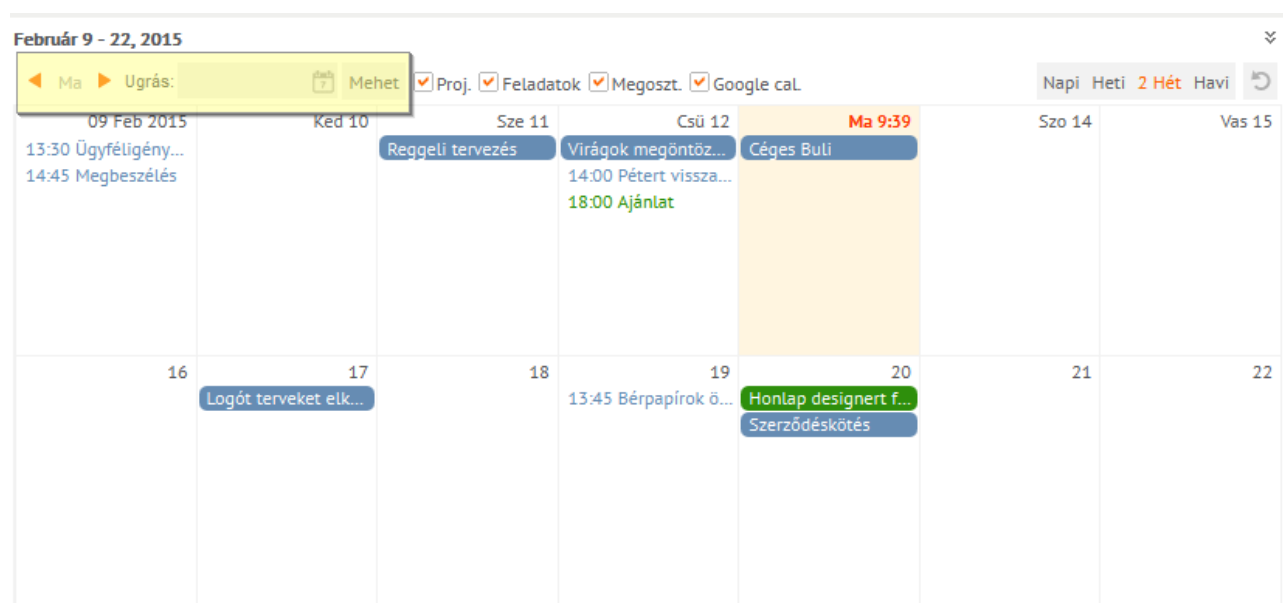 Február 9 - 22, 2015
Ma Ugrás: 7 Mehet Proj. Feladatok Megoszt. Google cal. Napi Heti 2 Hét Havi
09 Feb 2015 Ked 10 Sze 11 Csü 12 Ma 9:39 Szo 14 Vas 15
13:30 Ügyféligény... Reggeli tervezés Virágok megöntöz... Céges Buli
14:45 Megbeszélés 14:00 Pétert vissza...
18:00 Ajánlat
16 17 18 19 20 21 22
Logót terveket elk... 13:45 Bérpapírok ö... Honlap designert f...
Szerződéskötés